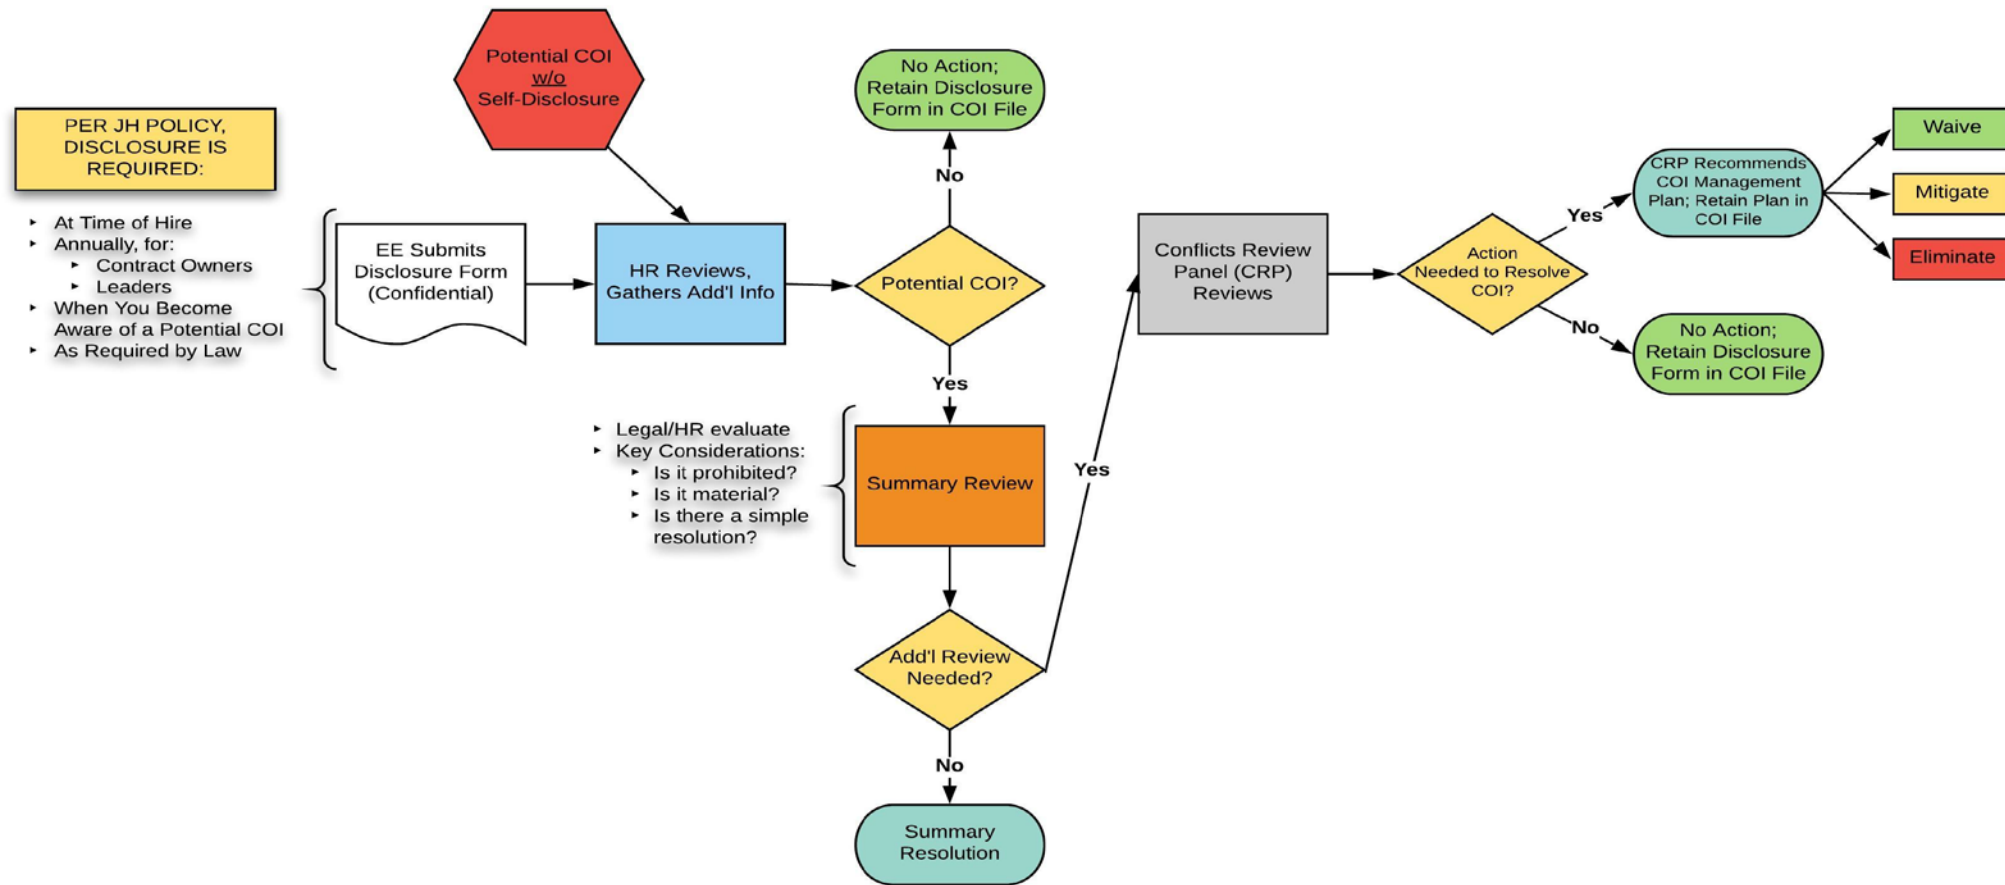 PER JH POLICY,
DISCLOSURE IS
REQUIRED:
At Time of Hire
Annually, for:
Contract Owners
Leaders
When You Become
Aware of a Potential COI
As Required by Law
EE Submits
Disclosure Form
(Confidential)
Potential COI
w/o
Self-Disclosure
HR Reviews,
Gathers Add'l Info
Potential COI?
No
No Action;
Retain Disclosure
Form in COI File
Yes
Legal/HR evaluate
Key Considerations:
Is it prohibited?
Is it material?
Is there a simple
resolution?
Summary Review
Add'l Review
Needed?
No
Summary
Resolution
Yes
Conflicts Review
Panel (CRP)
Reviews
Action
Needed to Resolve
COI?
Yes
CRP Recommends
COI Management
Plan; Retain Plan in
COI File
Waive
Mitigate
Eliminate
No
No Action;
Retain Disclosure
Form in COI File